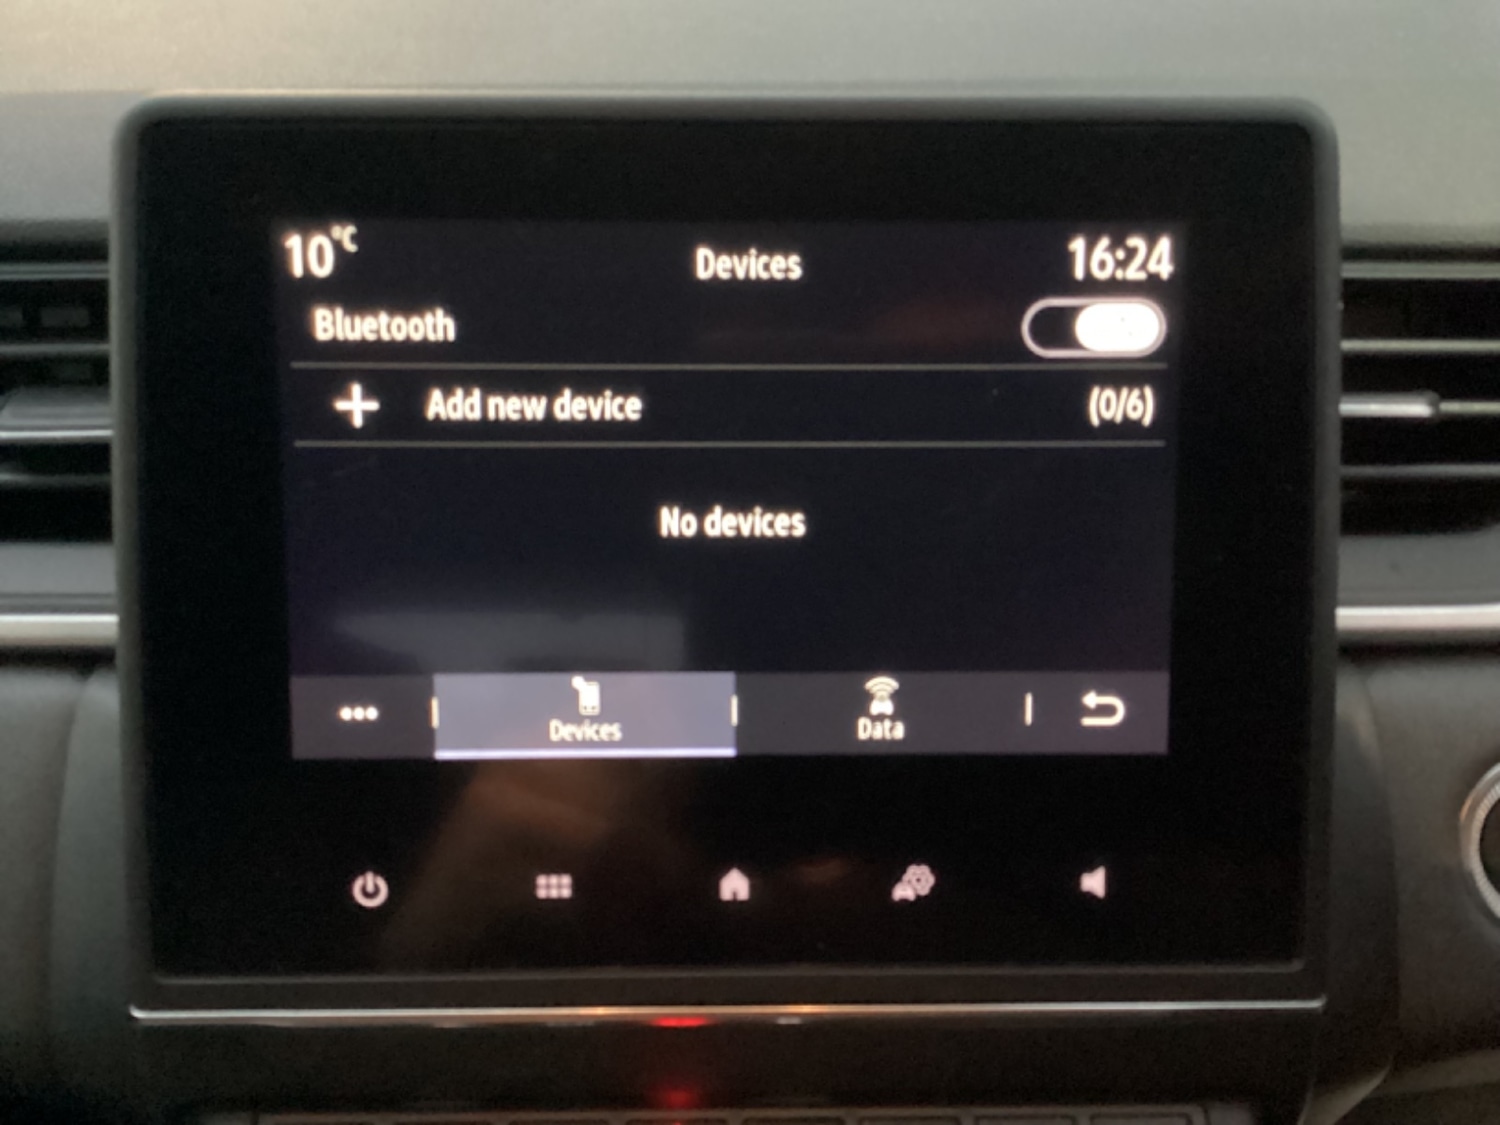 10°C Devices 16:24
Bluetooth
Add new device (0/6)
No devices
Devices Data